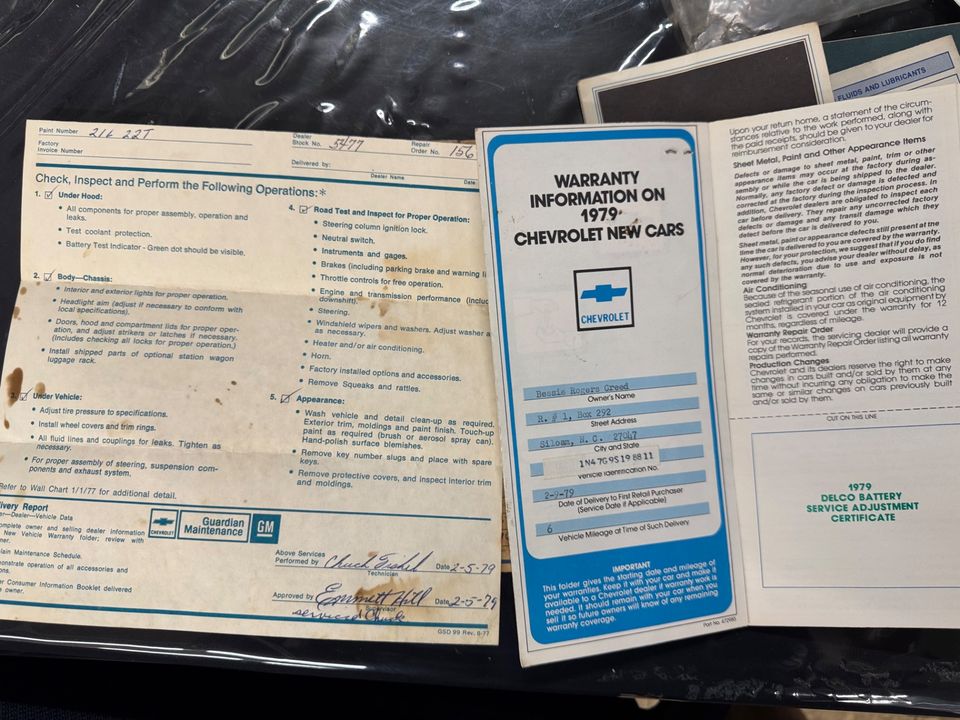 Paint Number 21L 22T
Factory
Invoice Number
Dealer
Stock No. 5477
Repair
Order No. 156
Delivered by:
Dealer Name
Date
Check, Inspect and Perform the Following Operations:*
1. Under Hood:
• All components for proper assembly, operation and
leaks.
• Test coolant protection.
• Battery Test Indicator - Green dot should be visible.
2. Body—Chassis:
• Interior and exterior lights for proper operation.
• Headlight aim (adjust if necessary to conform with
local specifications).
• Doors, hood and compartment lids for proper oper-
ation, and adjust strikers or latches if necessary.
(Includes checking all locks for proper operation.)
• Install shipped parts of optional station wagon
luggage rack.
3. Under Vehicle:
• Adjust tire pressure to specifications.
• Install wheel covers and trim rings.
• All fluid lines and couplings for leaks. Tighten as
necessary.
• For proper assembly of steering, suspension com-
ponents and exhaust system.
Refer to Wall Chart 1/1/77 for additional detail.
4. Road Test and Inspect for Proper Operation:
• Steering column ignition lock.
• Neutral switch.
• Instruments and gages.
• Brakes (including parking brake and warning
• Throttle controls for free operation.
• Engine and transmission performance
downshift).
• Steering.
• Windshield wipers and washers. Adjust washer
as necessary.
• Heater and/or air conditioning.
• Horn.
• Factory installed options and accessories.
• Remove Squeaks and rattles.
5. Appearance:
• Wash vehicle and detail clean-up as required.
Exterior trim, moldings and paint finish. Touch-up
paint as required (brush or aerosol spray can).
Hand-polish surface blemishes.
• Remove key number slugs and place with spare
keys.
• Remove protective covers, and inspect interior trim
and moldings.
livery Report
er—Dealer—Vehicle Data
omplete owner and selling dealer information
New Vehicle Warranty folder; review with
ner.
lain Maintenance Schedule.
onstrate operation of all accessories and
ons.
er Consumer Information Booklet delivered
owner.
CHEVROLET
Guardian
Maintenance
GM
Above Services
Performed by Chuck
Technician
Date 2-5-79
Approved by Emmett Hill
Supervisor
Date 2-5-79
GSD 99 Rev. 8-77
WARRANTY
INFORMATION ON
1979
CHEVROLET NEW CARS
CHEVROLET
Bessie Rogers Creed
Owner's Name
R. # 1, Box 292
Street Address
Siloam, N. C. 27047
City and State
1N47G9S198811
Vehicle Identification No.
2-9-79
Date of Delivery to First Retail Purchaser
(Service Date if Applicable)
6
Vehicle Mileage at Time of Such Delivery
IMPORTANT
This folder gives the starting date and mileage of
your warranties. Keep it with your car and make it
available to a Chevrolet dealer if warranty work is
needed. It should remain with your car when you
sell it so future owners will know of any remaining
warranty coverage.
Part No. 472985
FLUIDS AND LUBRICANTS
Upon your return home, a statement of the circum-
stances relative to the work performed, along with
the paid receipts, should be given to your dealer for
reimbursement consideration.
Sheet Metal, Paint and Other Appearance Items
Defects or damage to sheet metal, paint, trim or other
appearance items may occur at the factory during as-
sembly or while the car is being shipped to the dealer.
Normally, any factory defect or damage is detected and
corrected at the factory during the inspection process. In
addition, Chevrolet dealers are obligated to inspect each
car before delivery. They repair any uncorrected factory
defects or damage and any transit damage which they
detect before the car is delivered to you.
Sheet metal, paint or appearance defects still present at the
time the car is delivered to you are covered by the warranty.
However, for your protection, we suggest that if you do find
any such defects, you advise your dealer without delay, as
normal deterioration due to use and exposure is not
covered by the warranty.
Air Conditioning
Because of the seasonal use of air conditioning, the
sealed refrigerant portion of the air conditioning
system installed in your car as original equipment by
Chevrolet is covered under the warranty for 12
months, regardless of mileage.
Warranty Repair Order
For your records, the servicing dealer will provide a
copy of the Warranty Repair Order listing all warranty
repairs performed.
Production Changes
Chevrolet and its dealers reserve the right to make
changes in cars built and/or sold by them at any
time without incurring any obligation to make the
same or similar changes on cars previously built
and/or sold by them.
CUT ON THIS LINE
1979
DELCO BATTERY
SERVICE ADJUSTMENT
CERTIFICATE